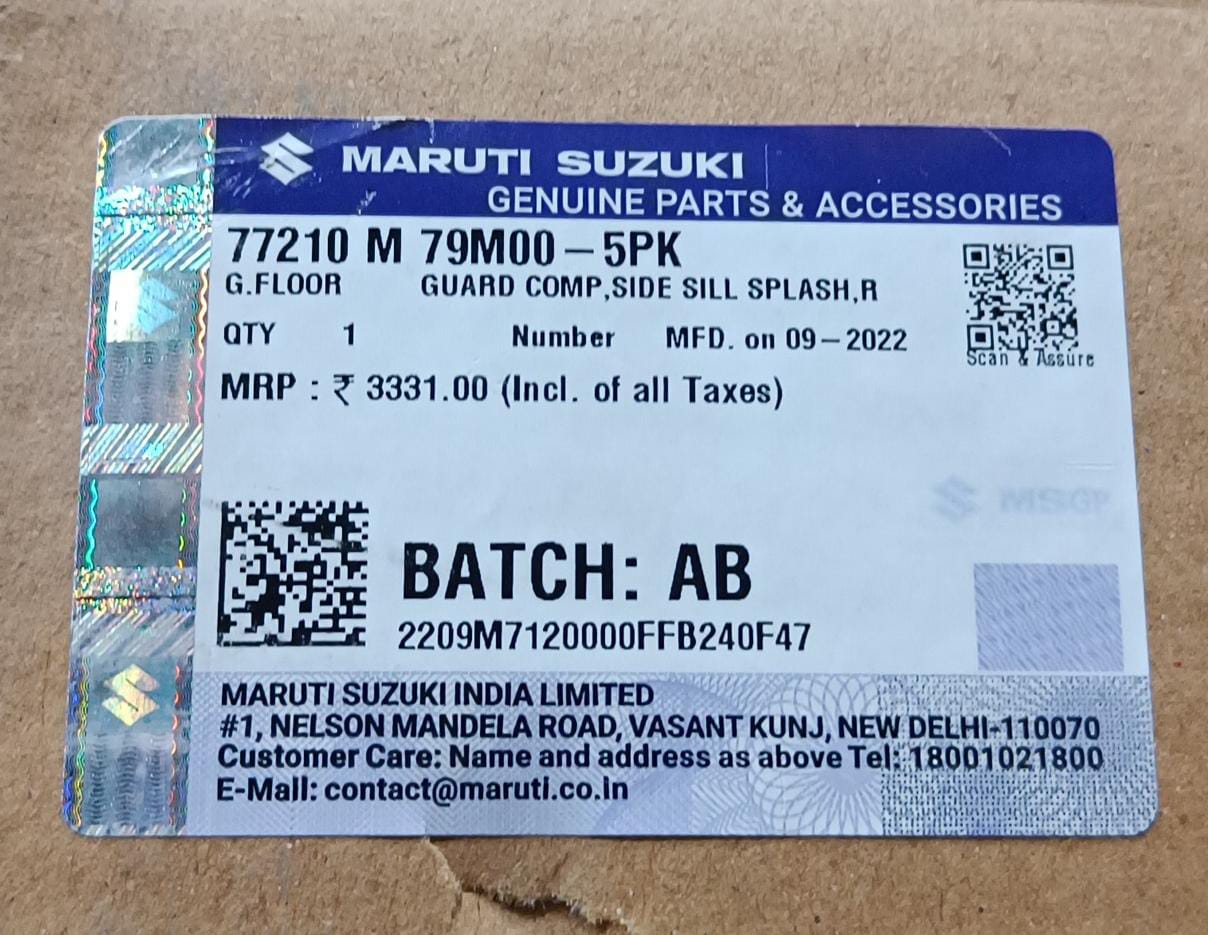 MARUTI SUZUKI
GENUINE PARTS & ACCESSORIES
77210 M 79M00-5PK
G.FLOOR GUARD COMP,SIDE SILL SPLASH,R
QTY 1 Number MFD. on 09-2022
Scan & Assure
MRP : ₹ 3331.00 (Incl. of all Taxes)
MSGP
BATCH: AB
2209M7120000FFB240F47
MARUTI SUZUKI INDIA LIMITED
#1, NELSON MANDELA ROAD, VASANT KUNJ, NEW DELHI-110070
Customer Care: Name and address as above Tel: 18001021800
E-Mail: contact@maruti.co.in